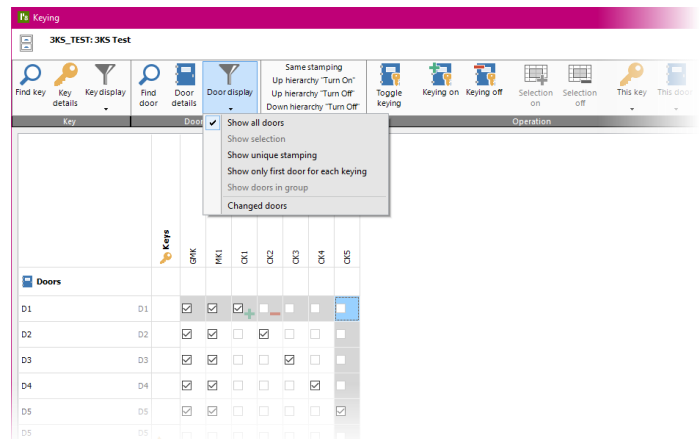 Keying
3KS_TEST: 3KS Test
Find key
Key details
Key display
Find door
Door details
Door display
Same stamping
Up hierarchy "Turn On"
Up hierarchy "Turn Off"
Down hierarchy "Turn Off"
Toggle keying
Keying on
Keying off
Selection on
Selection off
This key
This door
Key
Door
Operation
Show all doors
Show selection
Show unique stamping
Show only first door for each keying
Show doors in group
Changed doors
Keys
GMK
MK1
CK1
CK2
CK3
CK4
CK5
Doors
D1 D1
D2 D2
D3 D3
D4 D4
D5 D5
D5 D5